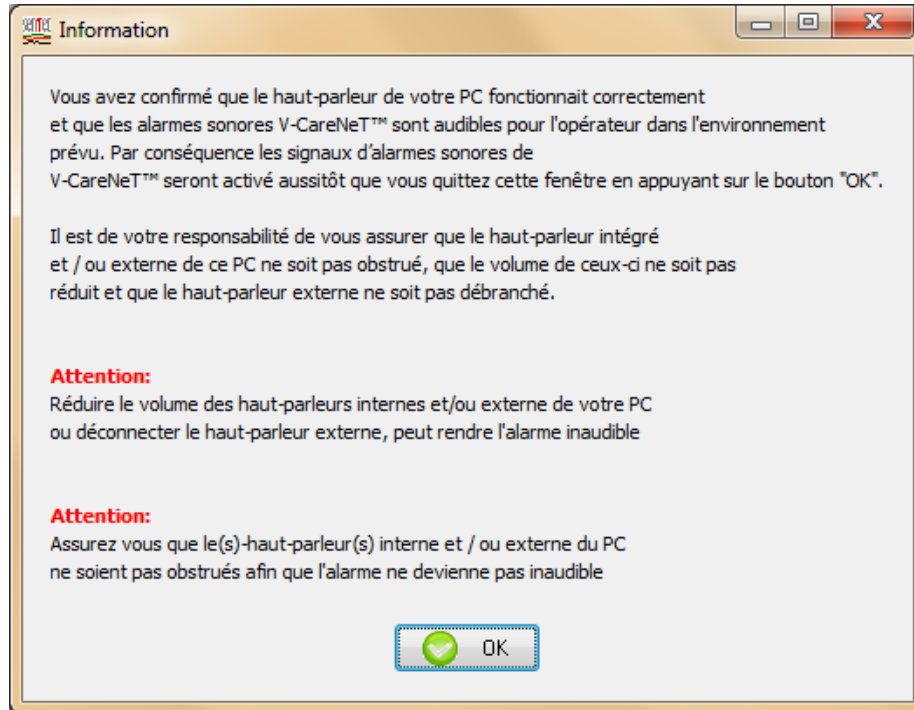 Information
Vous avez confirmé que le haut-parleur de votre PC fonctionnait correctement
et que les alarmes sonores V-CareNeT™ sont audibles pour l'opérateur dans l'environnement
prévu. Par conséquence les signaux d’alarmes sonores de
V-CareNeT™ seront activé aussitôt que vous quittez cette fenêtre en appuyant sur le bouton "OK".
Il est de votre responsabilité de vous assurer que le haut-parleur intégré
et / ou externe de ce PC ne soit pas obstrué, que le volume de ceux-ci ne soit pas
réduit et que le haut-parleur externe ne soit pas débranché.
Attention:
Réduire le volume des haut-parleurs internes et/ou externe de votre PC
ou déconnecter le haut-parleur externe, peut rendre l'alarme inaudible
Attention:
Assurez vous que le(s)-haut-parleur(s) interne et / ou externe du PC
ne soient pas obstrués afin que l'alarme ne devienne pas inaudible
OK